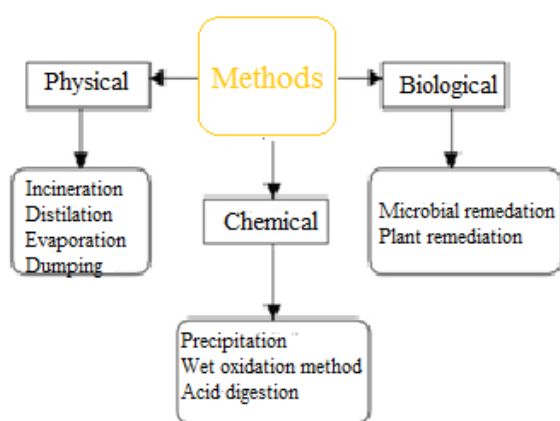 Methods
Physical
Biological
Incineration
Distilation
Evaporation
Dumping
Chemical
Microbial remedation
Plant remediation
Precipitation
Wet oxidation method
Acid digestion